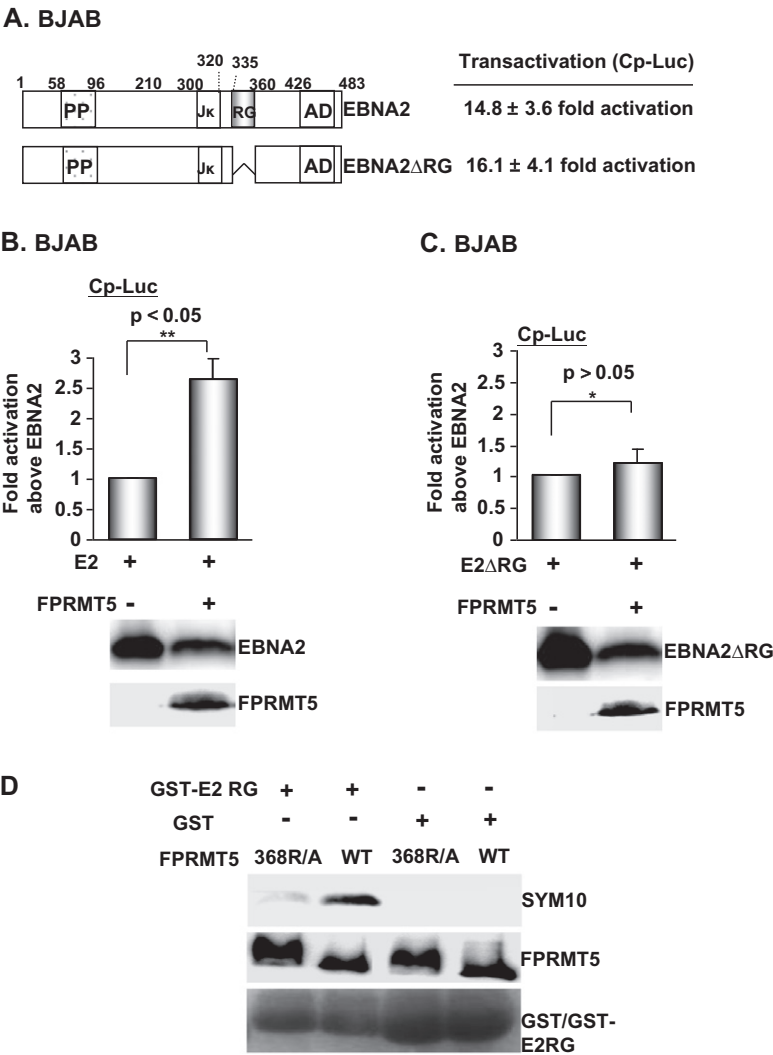 A. BJAB
320 335
1 58 96 210 300 360 426 483
Transactivation (Cp-Luc)
PP Jκ RG AD EBNA2 14.8 ± 3.6 fold activation
PP Jκ AD EBNA2ΔRG 16.1 ± 4.1 fold activation
B. BJAB
Cp-Luc
p < 0.05
**
Fold activation
above EBNA2
3
2.5
2
1.5
1
0.5
0
E2 + +
FPRMT5 - +
EBNA2
FPRMT5
C. BJAB
Cp-Luc
p > 0.05
*
Fold activation
above EBNA2
3
2.5
2
1.5
1
0.5
0
E2ΔRG + +
FPRMT5 - +
EBNA2ΔRG
FPRMT5
D
GST-E2 RG + + - -
GST - - + +
FPRMT5 368R/A WT 368R/A WT
SYM10
FPRMT5
GST/GST-
E2RG